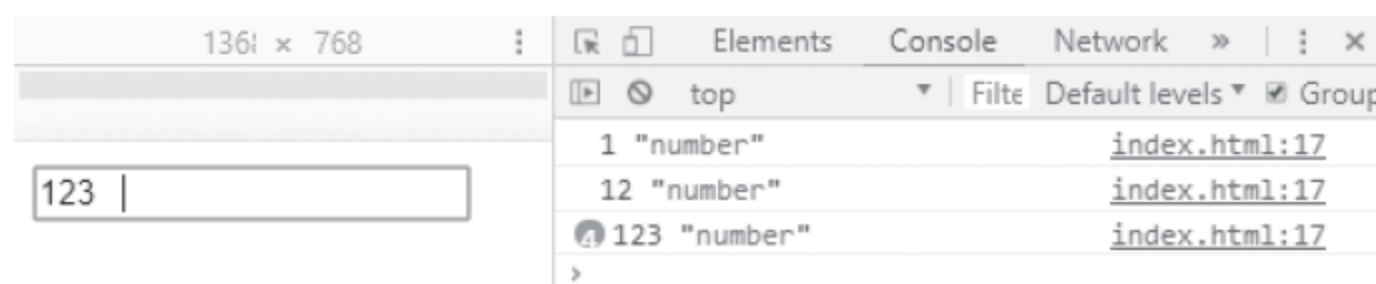 136 × 768
Elements Console Network »
top Filte Default levels Group
1 "number" index.html:17
12 "number" index.html:17
123
4 123 "number" index.html:17